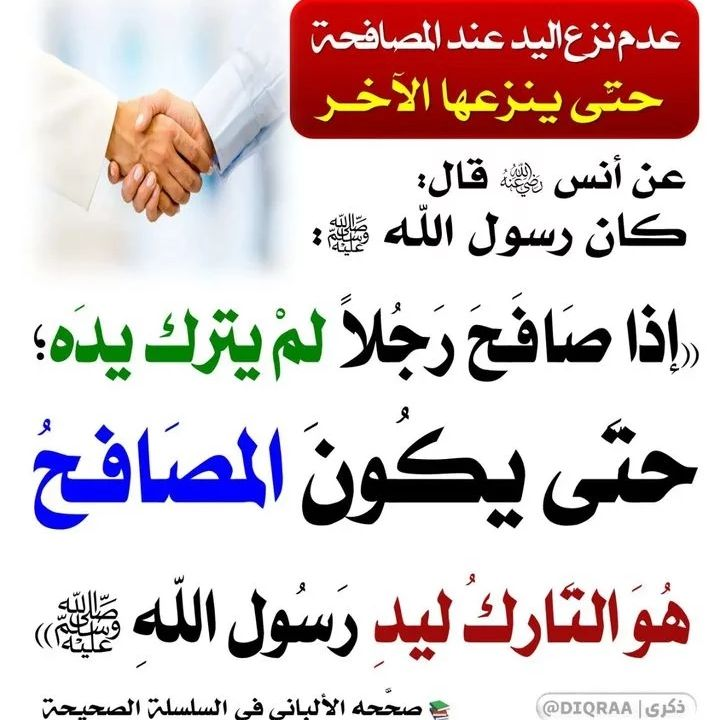 عدم نزع اليد عند المصافحة
حتّى ينزعها الآخر
عن أنس رضي الله عنه قال:
كان رسول الله ﷺ :
((إذا صَافَحَ رَجُلاً لمْ يترك يدَه؛
حتَّى يكُونَ المصَافحُ
هُوَ التَّاركُ ليدِ رَسُول اللّهِ ﷺ))
صحَّحه الألباني في السلسلة الصحيحة
ذكرى | DIQRAA@